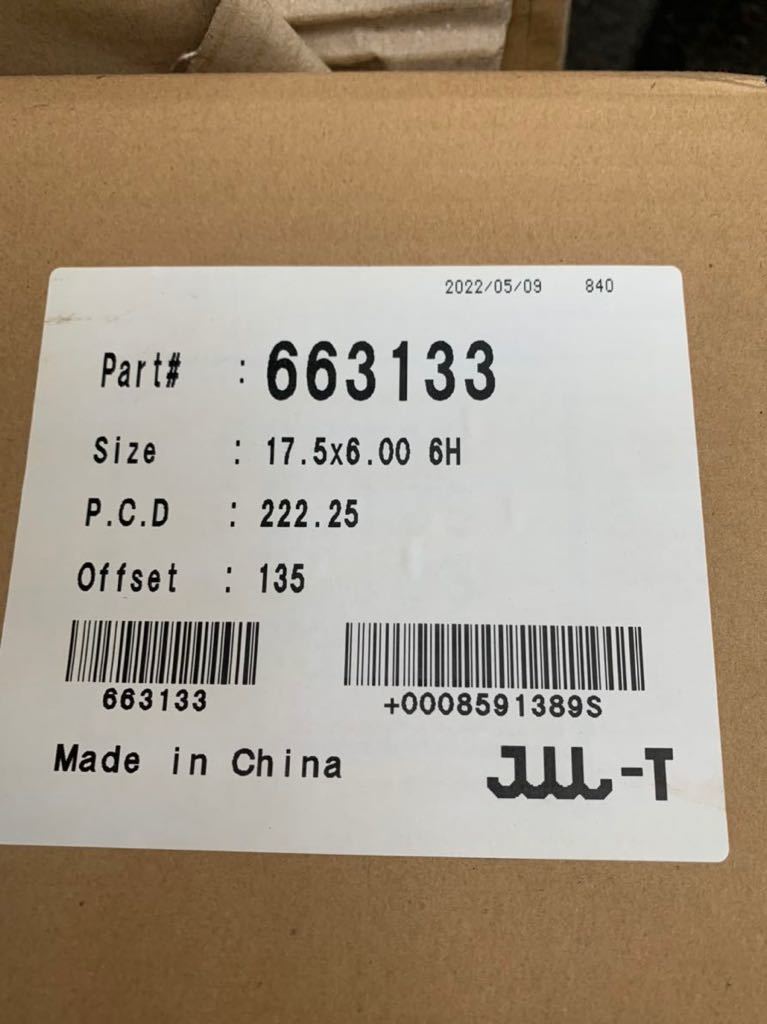 2022/05/09 840
Part# : 663133
Size : 17.5x6.00 6H
P.C.D : 222.25
Offset : 135
663133 +0008591389S
Made in China JWL-T